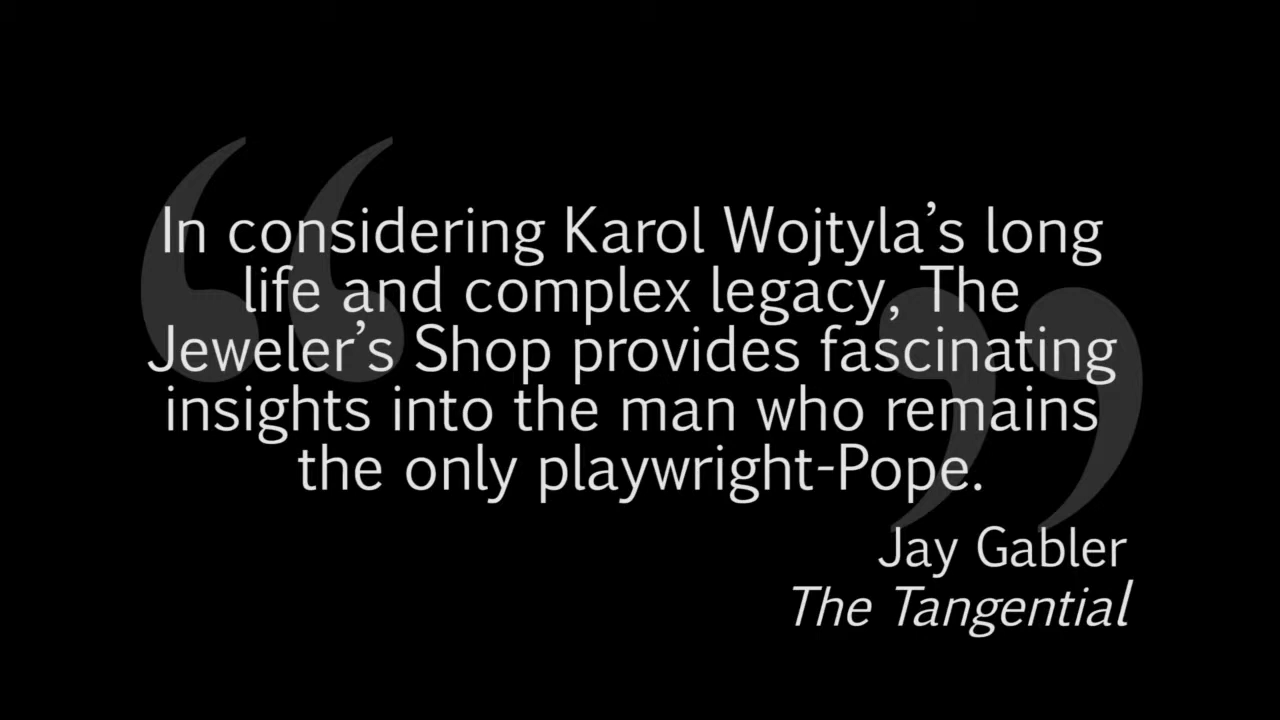 In considering Karol Wojtyla’s long
life and complex legacy, The
Jeweler’s Shop provides fascinating
insights into the man who remains
the only playwright-Pope.
Jay Gabler
The Tangential